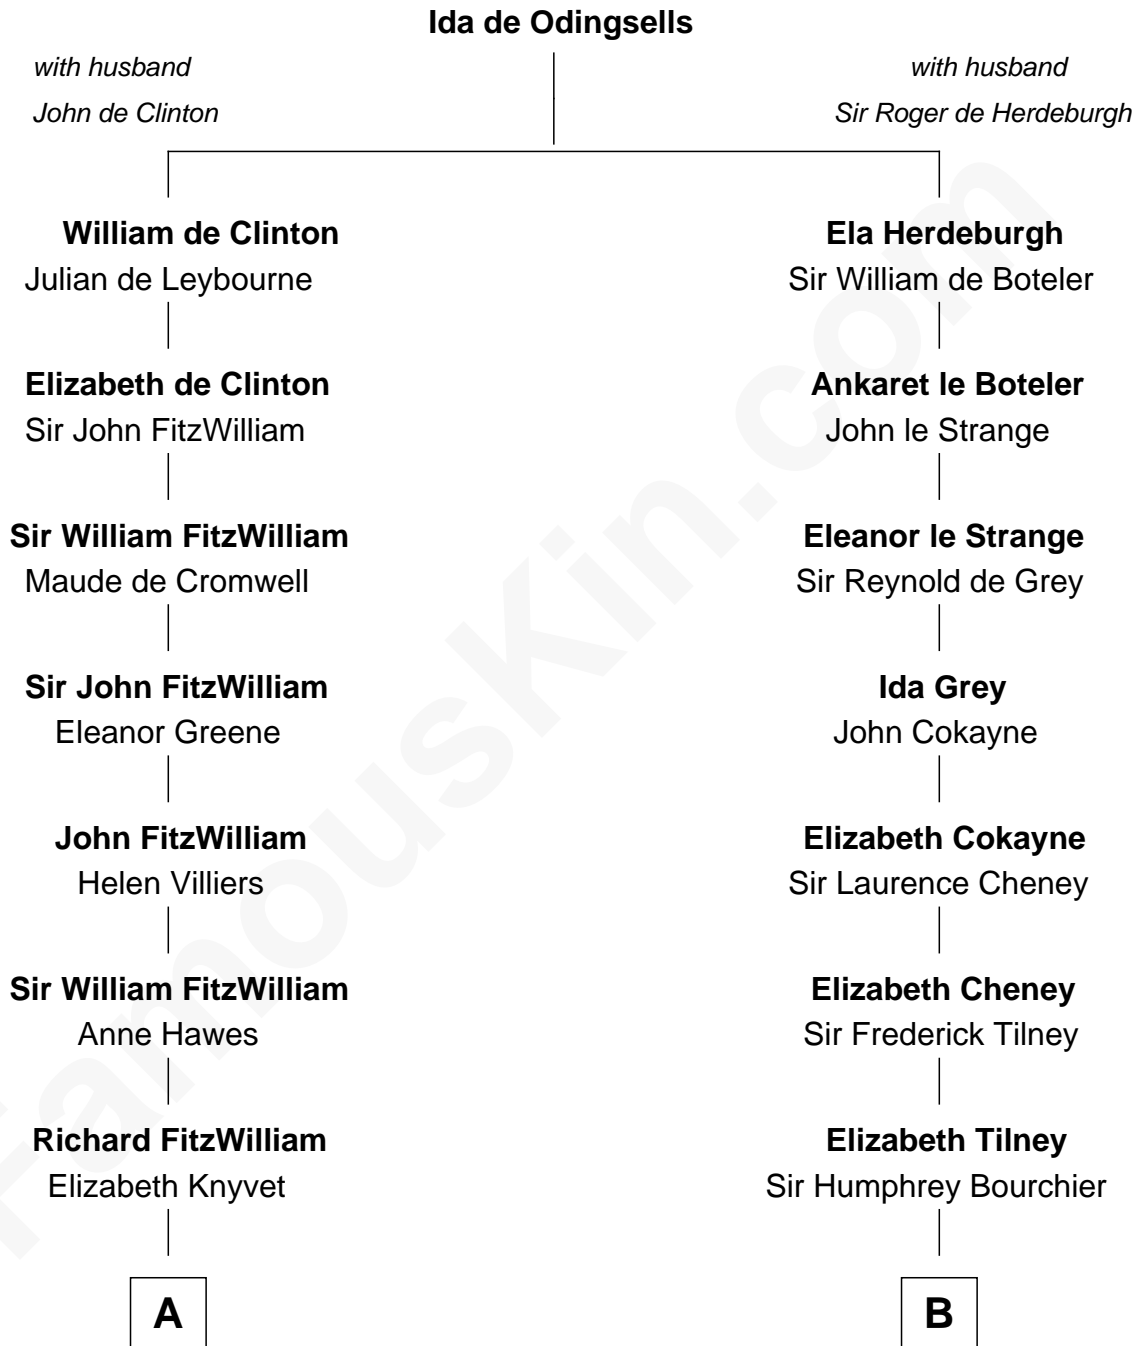 Ida de Odingsells
with husband
John de Clinton
with husband
Sir Roger de Herdeburgh
William de Clinton
Julian de Leybourne
Ela Herdeburgh
Sir William de Boteler
Elizabeth de Clinton
Sir John FitzWilliam
Ankaret le Boteler
John le Strange
Sir William FitzWilliam
Maude de Cromwell
Eleanor le Strange
Sir Reynold de Grey
Sir John FitzWilliam
Eleanor Greene
Ida Grey
John Cokayne
John FitzWilliam
Helen Villiers
Elizabeth Cokayne
Sir Laurence Cheney
Sir William FitzWilliam
Anne Hawes
Elizabeth Cheney
Sir Frederick Tilney
Richard FitzWilliam
Elizabeth Knyvet
Elizabeth Tilney
Sir Humphrey Bourchier
A
B
FamousKin.com